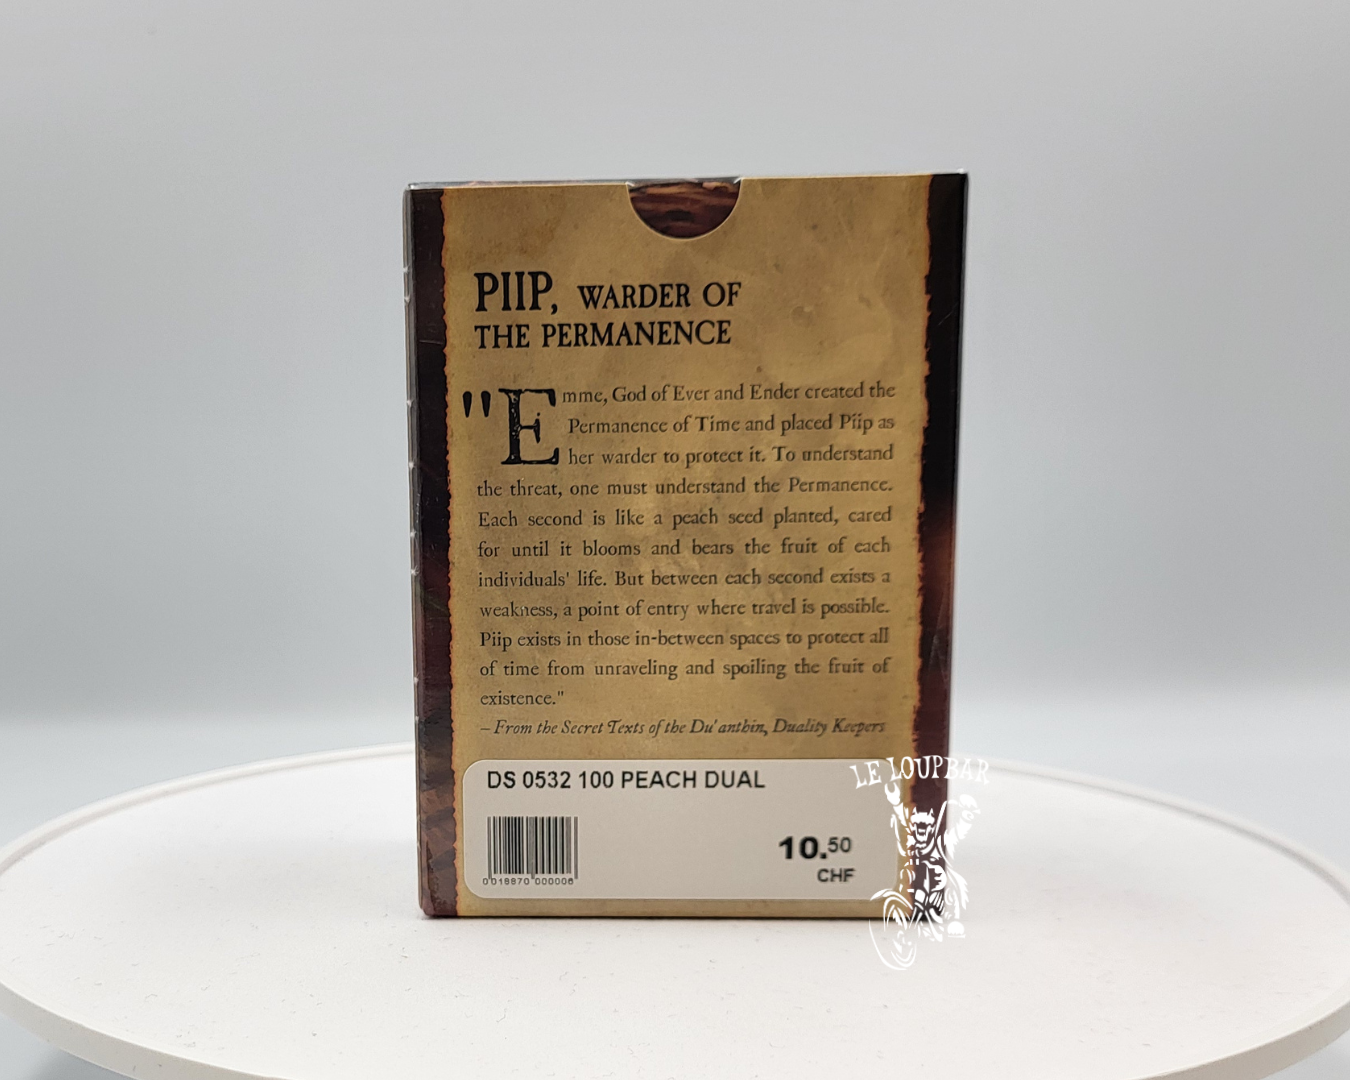 PIIP, WARDER OF
THE PERMANENCE
"Emme, God of Ever and Ender created the
Permanence of Time and placed Piip as
her warder to protect it. To understand
the threat, one must understand the Permanence.
Each second is like a peach seed planted, cared
for until it blooms and bears the fruit of each
individuals' life. But between each second exists a
weakness, a point of entry where travel is possible.
Piip exists in those in-between spaces to protect all
of time from unraveling and spoiling the fruit of
existence."
–From the Secret Texts of the Du'anthin, Duality Keepers
DS 0532 100 PEACH DUAL
LE LOUPBAR
10.50
CHF